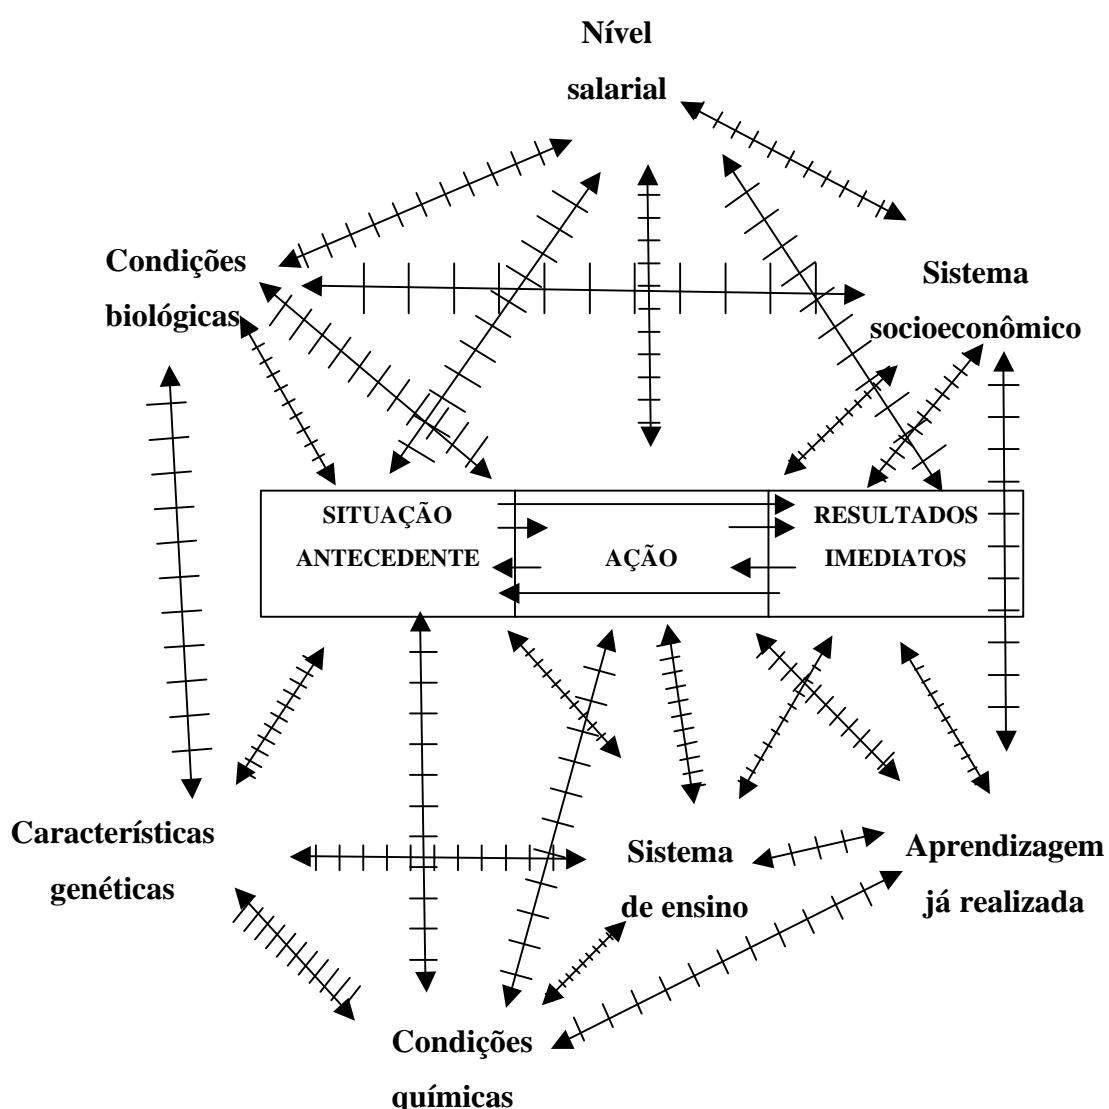 Nível
salarial
Condições
biológicas
Sistema
socioeconômico
SITUAÇÃO
ANTECEDENTE
AÇÃO
RESULTADOS
IMEDIATOS
Características
genéticas
Sistema
de ensino
Aprendizagem
já realizada
Condições
químicas